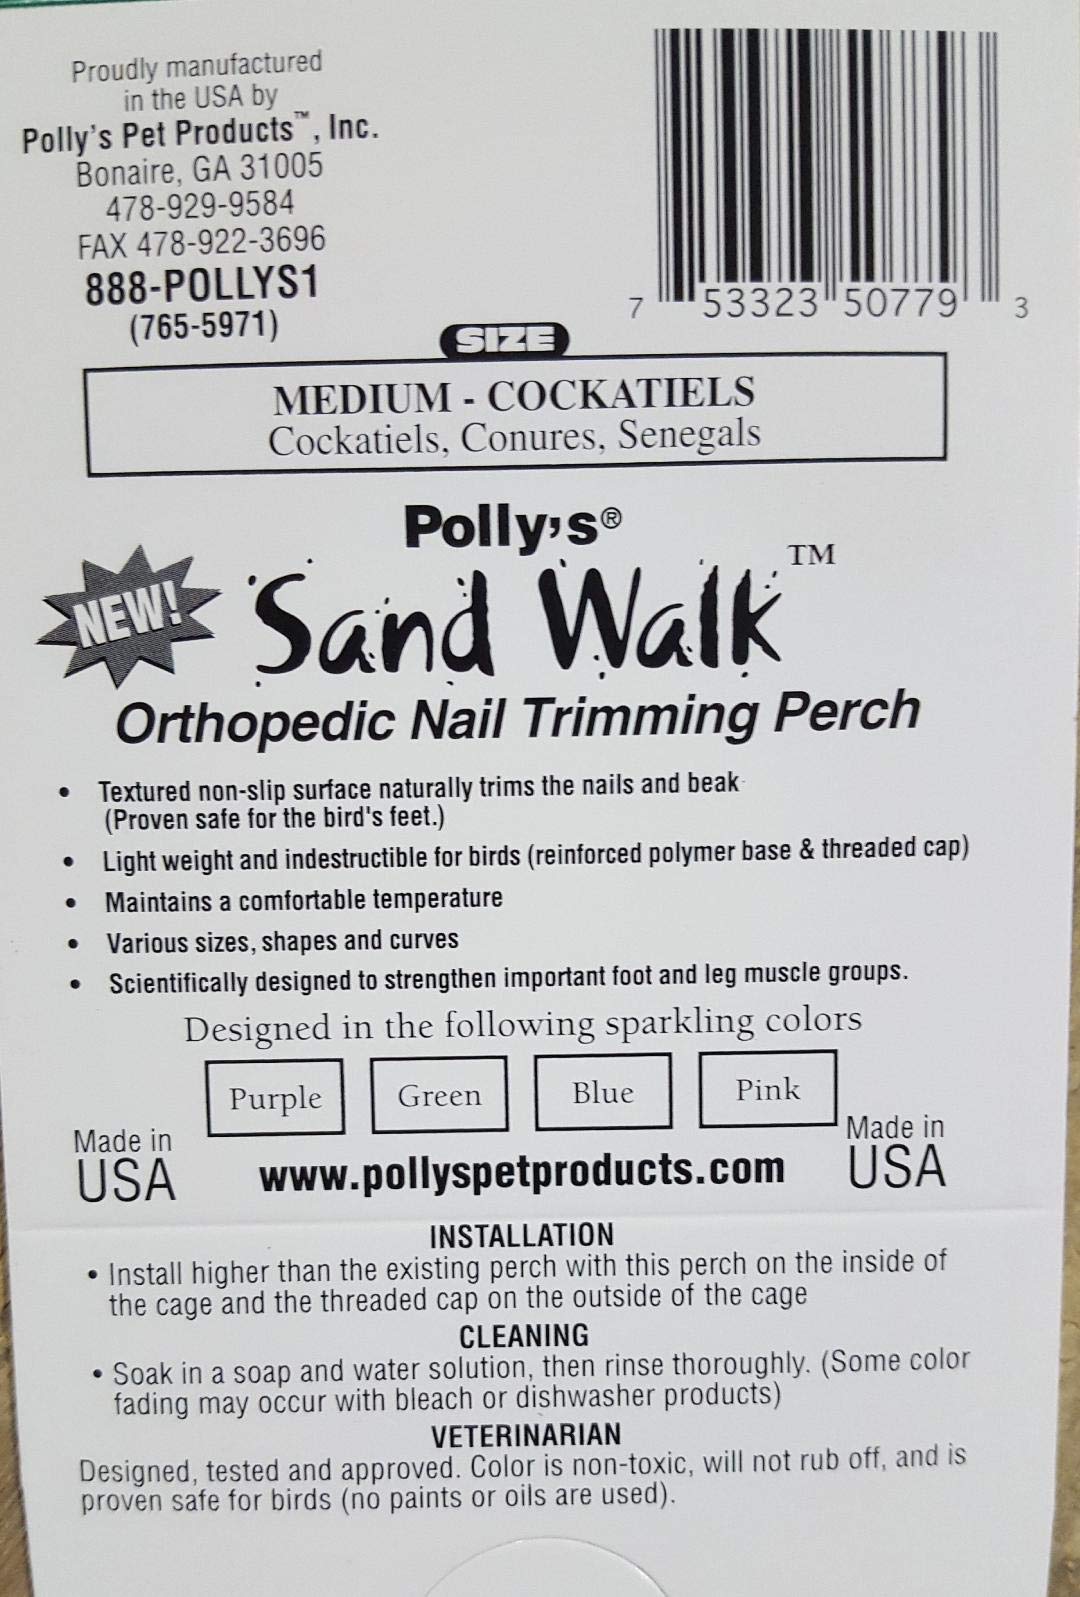 Proudly manufactured
in the USA by
Polly's Pet Products™, Inc.
Bonaire, GA 31005
478-929-9584
FAX 478-922-3696
888-POLLYS1
(765-5971)
7 53323 50779 3
SIZE
MEDIUM - COCKATIELS
Cockatiels, Conures, Senegals
Polly's®
NEW! Sand Walk™
Orthopedic Nail Trimming Perch
• Textured non-slip surface naturally trims the nails and beak
(Proven safe for the bird's feet.)
• Light weight and indestructible for birds (reinforced polymer base & threaded cap)
• Maintains a comfortable temperature
• Various sizes, shapes and curves
• Scientifically designed to strengthen important foot and leg muscle groups.
Designed in the following sparkling colors
Purple Green Blue Pink
Made in
USA
www.pollyspetproducts.com
Made in
USA
INSTALLATION
• Install higher than the existing perch with this perch on the inside of
the cage and the threaded cap on the outside of the cage
CLEANING
• Soak in a soap and water solution, then rinse thoroughly. (Some color
fading may occur with bleach or dishwasher products)
VETERINARIAN
Designed, tested and approved. Color is non-toxic, will not rub off, and is
proven safe for birds (no paints or oils are used).